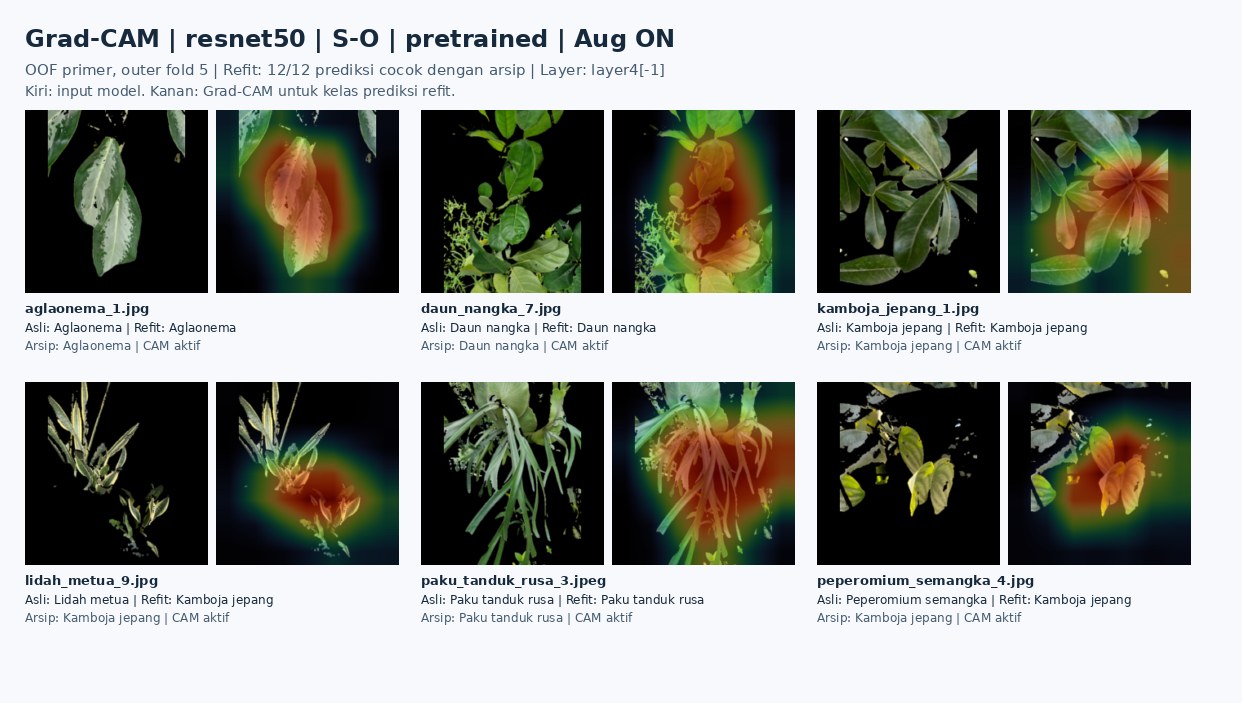 Grad-CAM | resnet50 | S-O | pretrained | Aug ON
OOF primer, outer fold 5 | Refit: 12/12 prediksi cocok dengan arsip | Layer: layer4[-1]
Kiri: input model. Kanan: Grad-CAM untuk kelas prediksi refit.
aglaonema_1.jpg
Asli: Aglaonema | Refit: Aglaonema
Arsip: Aglaonema | CAM aktif
daun_nangka_7.jpg
Asli: Daun nangka | Refit: Daun nangka
Arsip: Daun nangka | CAM aktif
kamboja_jepang_1.jpg
Asli: Kamboja jepang | Refit: Kamboja jepang
Arsip: Kamboja jepang | CAM aktif
lidah_metua_9.jpg
Asli: Lidah metua | Refit: Kamboja jepang
Arsip: Kamboja jepang | CAM aktif
paku_tanduk_rusa_3.jpeg
Asli: Paku tanduk rusa | Refit: Paku tanduk rusa
Arsip: Paku tanduk rusa | CAM aktif
peperomium_semangka_4.jpg
Asli: Peperomium semangka | Refit: Kamboja jepang
Arsip: Kamboja jepang | CAM aktif